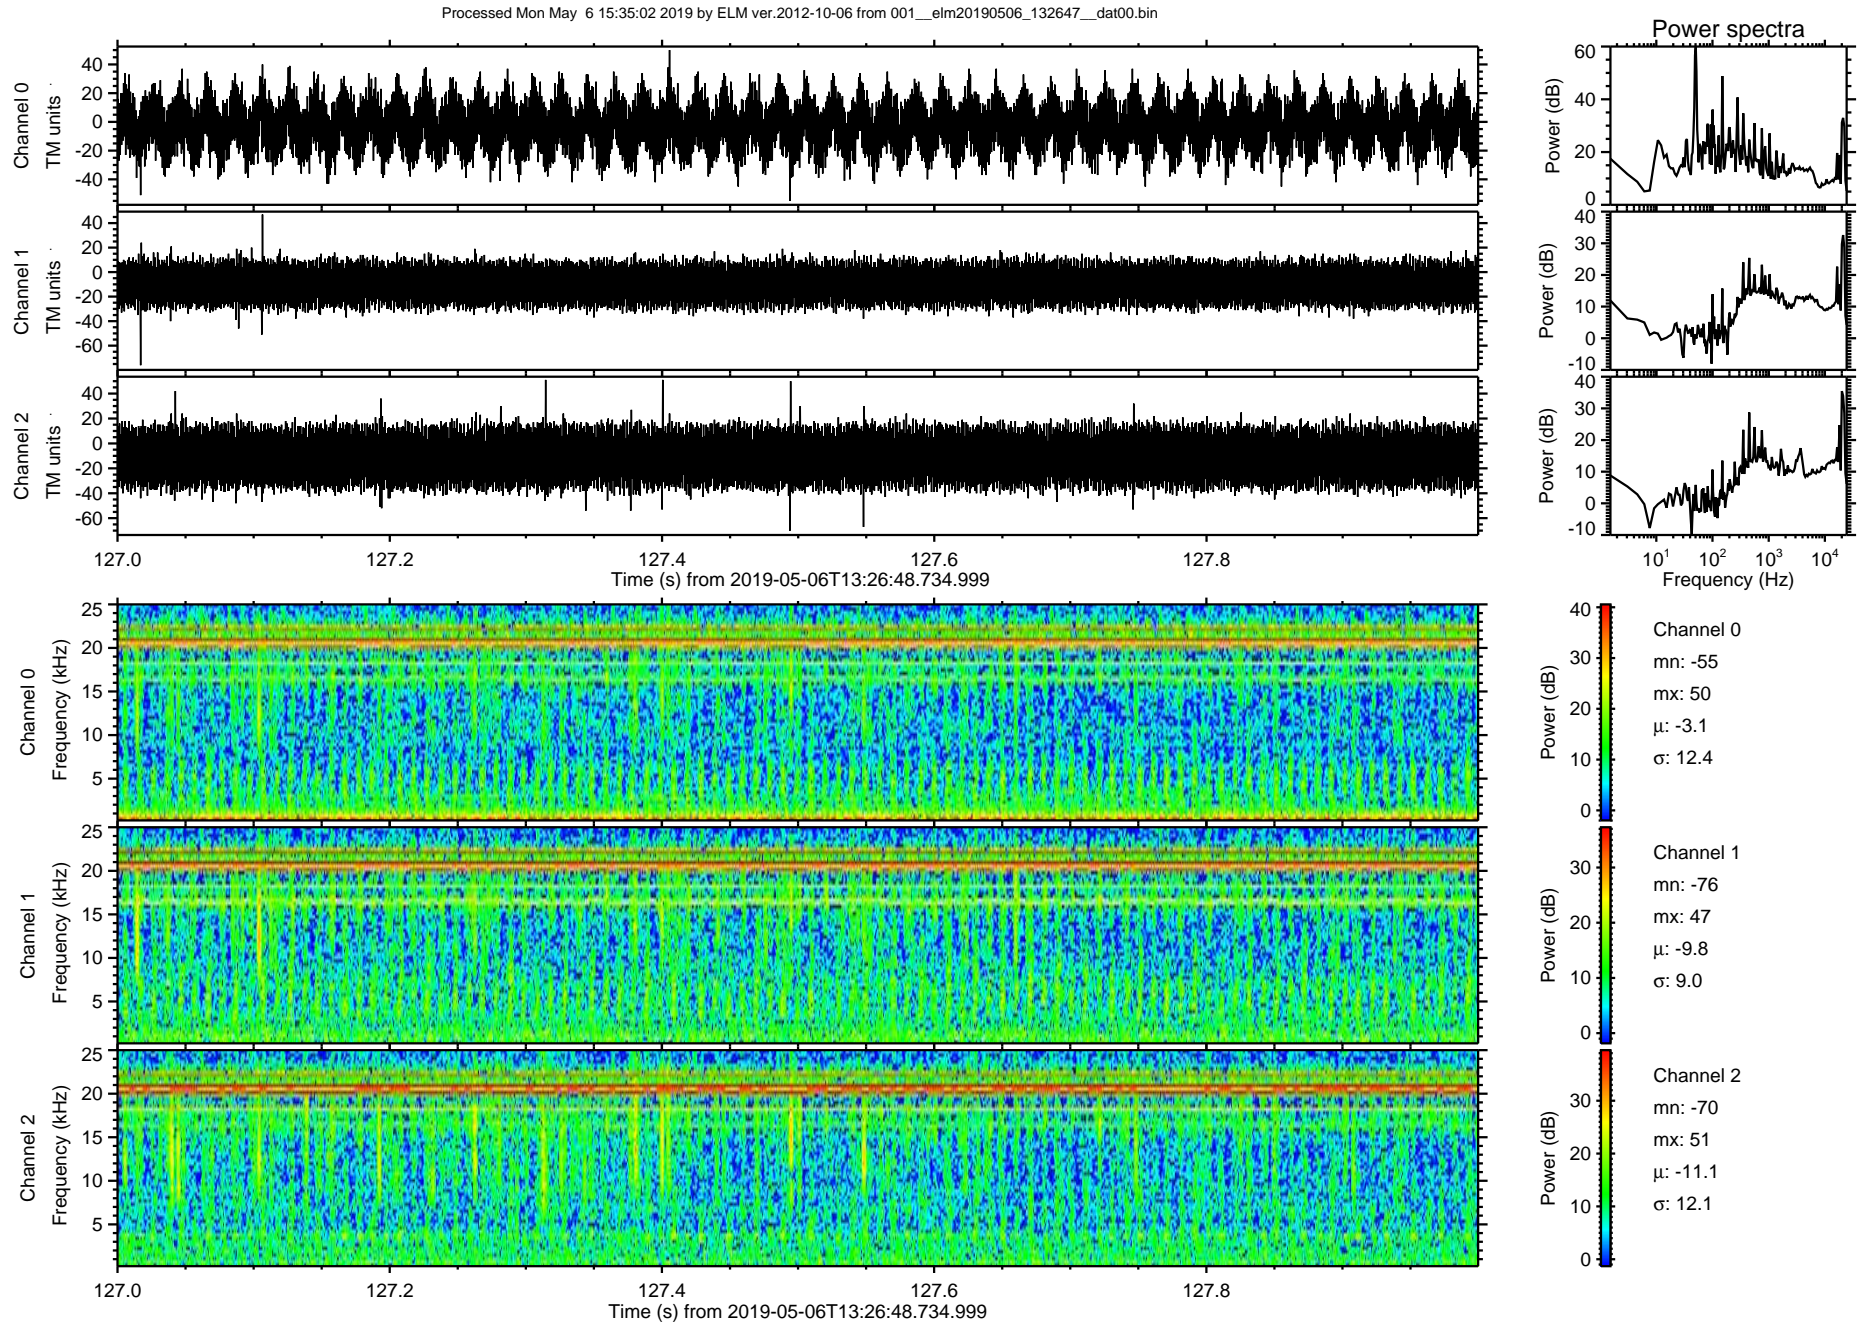 Processed Mon May  6 15:35:02 2019 by ELM ver.2012-10-06 from 001__elm20190506_132647__dat00.bin
Power spectra
Channel 0
TM units
40
20
0
-20
-40
Power (dB)
60
40
20
0
Channel 1
TM units
40
20
0
-20
-40
-60
Power (dB)
40
30
20
10
0
-10
Channel 2
TM units
40
20
0
-20
-40
-60
Power (dB)
40
30
20
10
0
-10
127.0 127.2 127.4 127.6 127.8
Time (s) from 2019-05-06T13:26:48.734.999
10¹ 10² 10³ 10⁴
Frequency (Hz)
Channel 0
Frequency (kHz)
25
20
15
10
5
Power (dB)
40
30
20
10
0
Channel 0
mn: -55
mx: 50
μ: -3.1
σ: 12.4
Channel 1
Frequency (kHz)
25
20
15
10
5
Power (dB)
30
20
10
0
Channel 1
mn: -76
mx: 47
μ: -9.8
σ: 9.0
Channel 2
Frequency (kHz)
25
20
15
10
5
Power (dB)
30
20
10
0
Channel 2
mn: -70
mx: 51
μ: -11.1
σ: 12.1
127.0 127.2 127.4 127.6 127.8
Time (s) from 2019-05-06T13:26:48.734.999